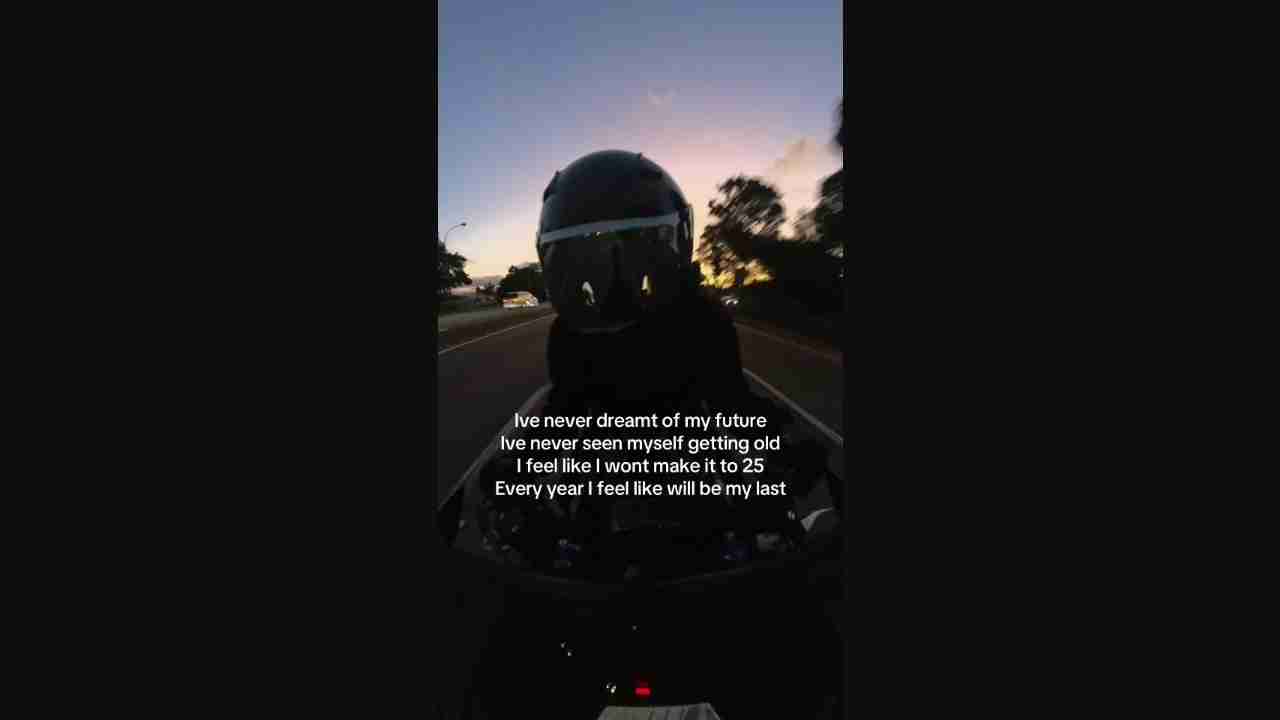 Ive never dreamt of my future
Ive never seen myself getting old
I feel like I wont make it to 25
Every year I feel like will be my last